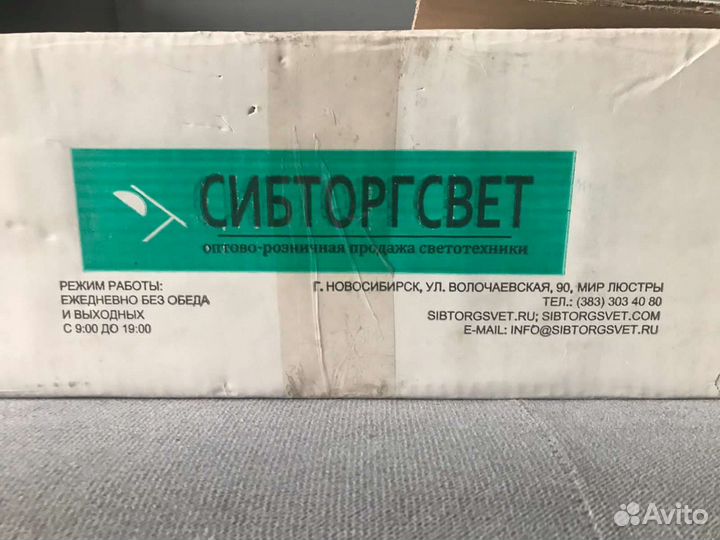 СИБТОРГСВЕТ
оптово-розничная продажа светотехники
РЕЖИМ РАБОТЫ:
ЕЖЕДНЕВНО БЕЗ ОБЕДА
И ВЫХОДНЫХ
С 9:00 ДО 19:00
Г. НОВОСИБИРСК, УЛ. ВОЛОЧАЕВСКАЯ, 90, МИР ЛЮСТРЫ
ТЕЛ.: (383) 303 40 80
SIBTORGSVET.RU; SIBTORGSVET.COM
E-MAIL: INFO@SIBTORGSVET.RU
Avito